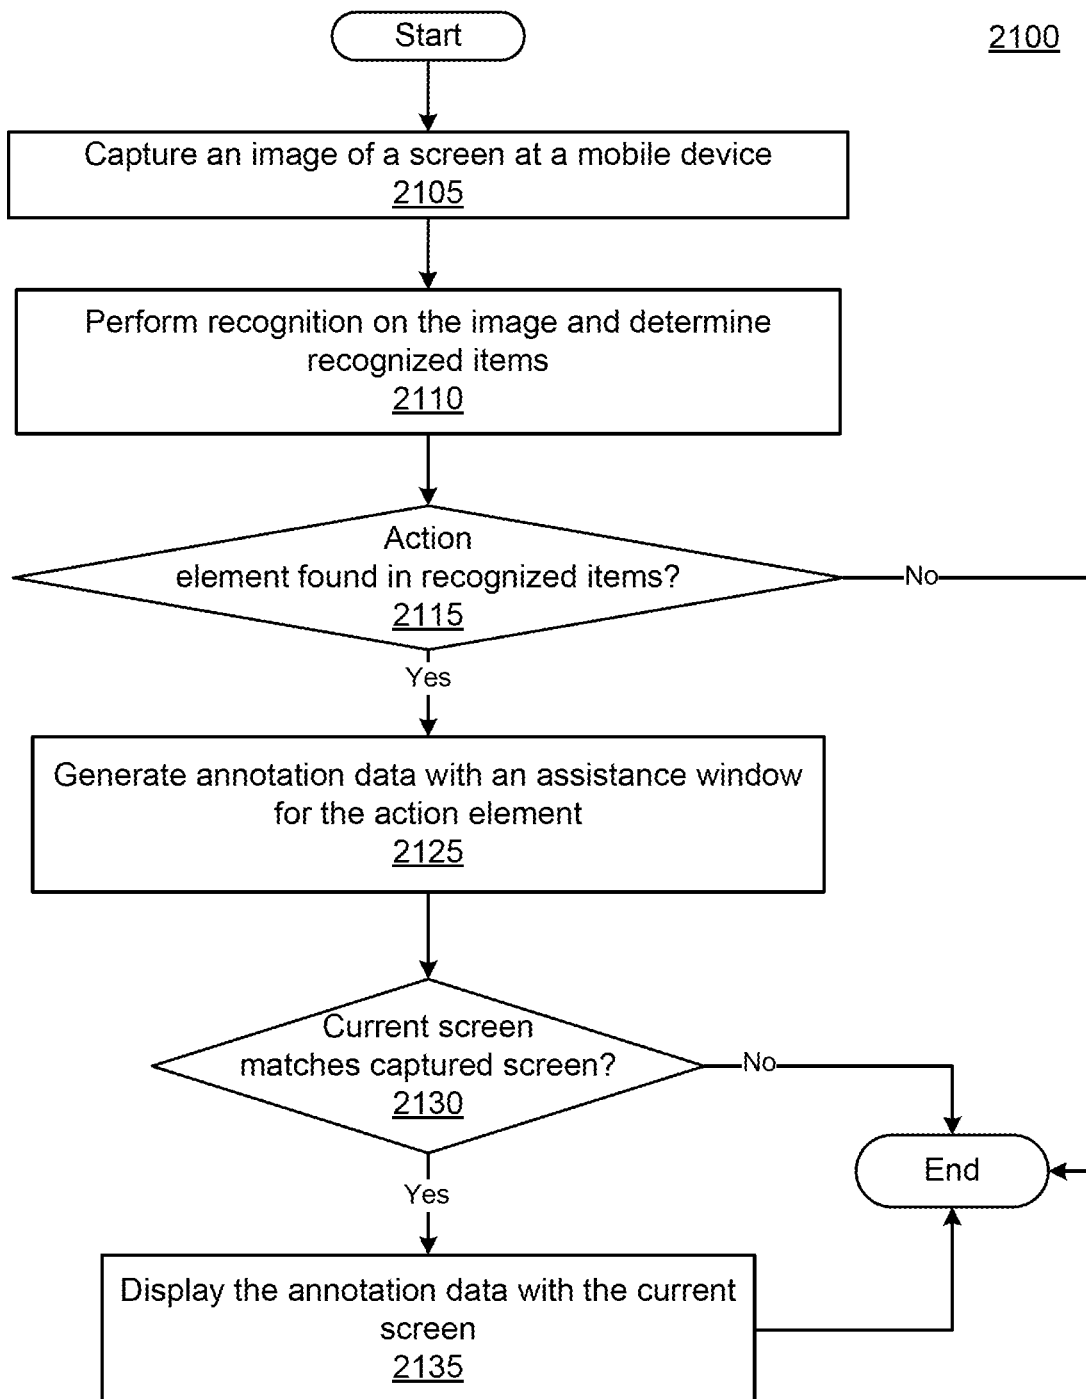 Start
2100
Capture an image of a screen at a mobile device
2105
Perform recognition on the image and determine
recognized items
2110
Action
element found in recognized items?
2115
No
Yes
Generate annotation data with an assistance window
for the action element
2125
Current screen
matches captured screen?
2130
No
End
Yes
Display the annotation data with the current
screen
2135